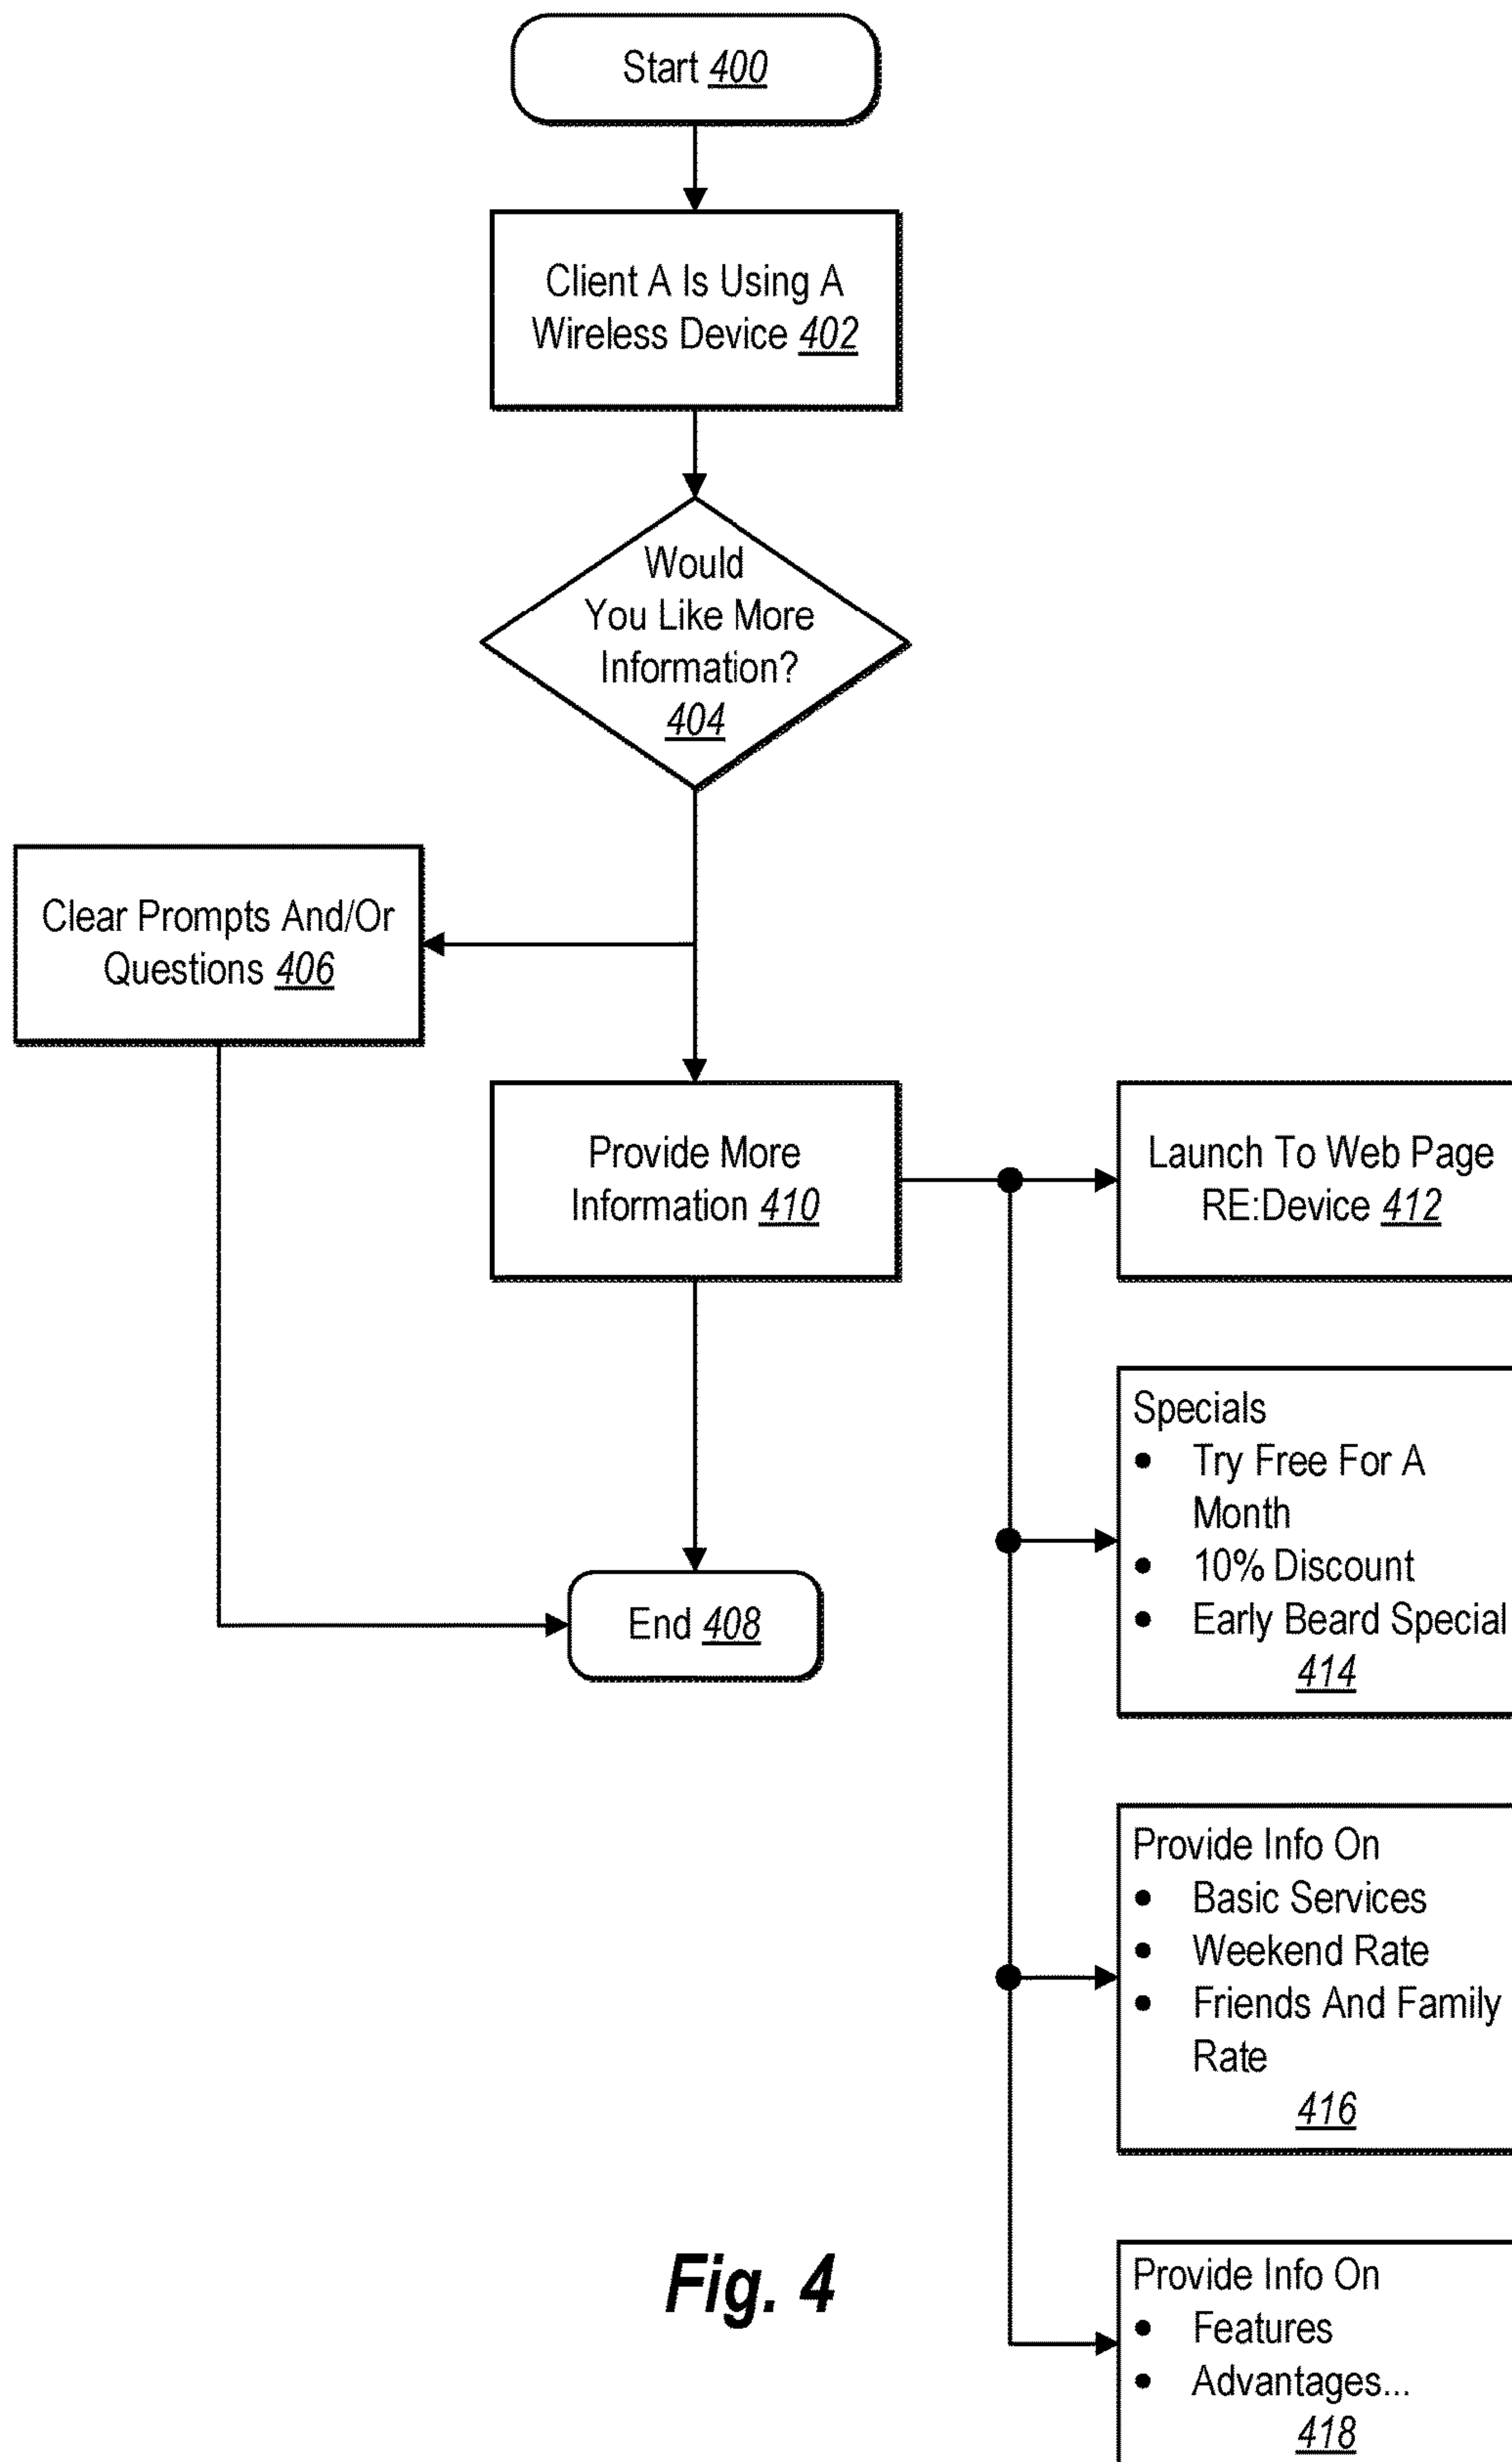 Start 400
Client A Is Using A
Wireless Device 402
Would
You Like More
Information?
404
Clear Prompts And/Or
Questions 406
Provide More
Information 410
Launch To Web Page
RE:Device 412
Specials
• Try Free For A
Month
• 10% Discount
• Early Beard Special
414
End 408
Provide Info On
• Basic Services
• Weekend Rate
• Friends And Family
Rate
416
Provide Info On
• Features
• Advantages...
418
Fig. 4